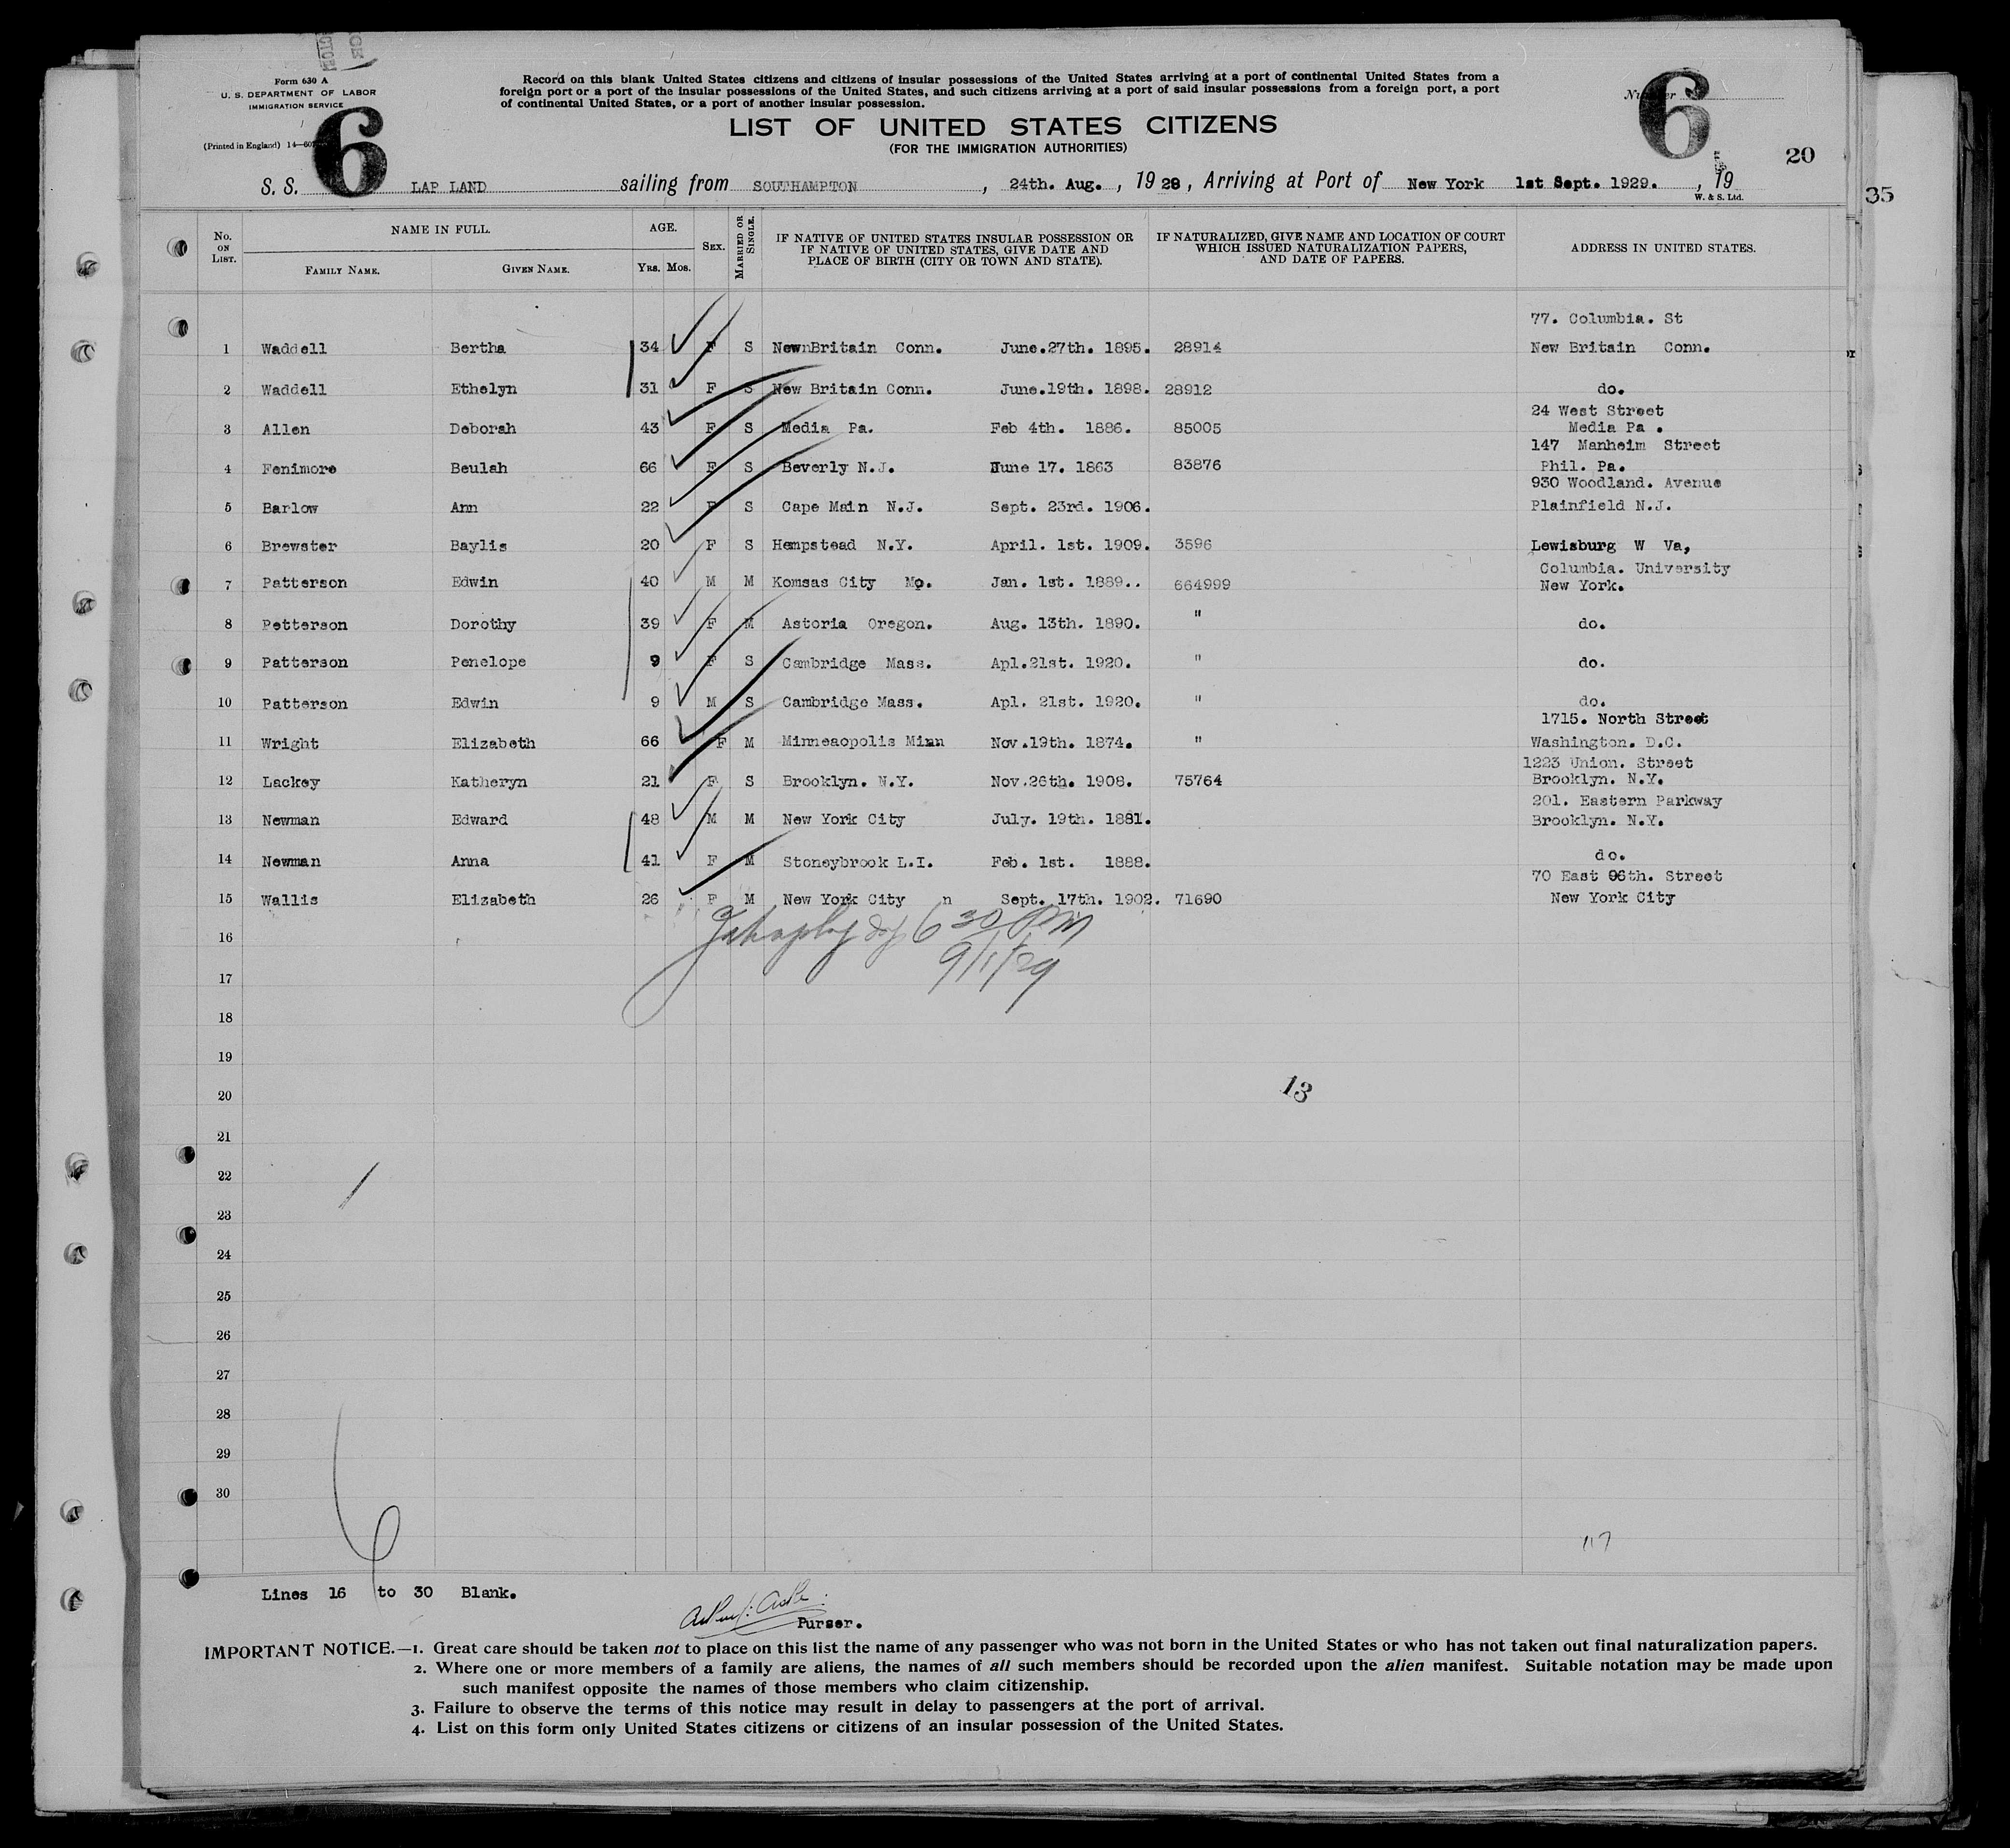 Form 630 A
U. S. DEPARTMENT OF LABOR
IMMIGRATION SERVICE
(Printed in England) 14—
6
Record on this blank United States citizens and citizens of insular possessions of the United States arriving at a port of continental United States from a
foreign port or a port of the insular possessions of the United States, and such citizens arriving at a port of said insular possessions from a foreign port, a port
of continental United States, or a port of another insular possession.
6
20
35
LIST OF UNITED STATES CITIZENS
(FOR THE IMMIGRATION AUTHORITIES)
S. S. LAP LAND sailing from SOUTHAMPTON , 24th. Aug. , 19 28 , Arriving at Port of New York 1st Sept. 1929. , 19
W. & S. Ltd.
No. ON LIST. NAME IN FULL. FAMILY NAME. GIVEN NAME. AGE. YRS. MOS. SEX. MARRIED OR SINGLE. IF NATIVE OF UNITED STATES INSULAR POSSESSION OR IF NATIVE OF UNITED STATES, GIVE DATE AND PLACE OF BIRTH (CITY OR TOWN AND STATE). IF NATURALIZED, GIVE NAME AND LOCATION OF COURT WHICH ISSUED NATURALIZATION PAPERS, AND DATE OF PAPERS. ADDRESS IN UNITED STATES.
77. Columbia. St
1 Waddell Bertha 34 F S NewnBritain Conn. June.27th. 1895. 28914 New Britain Conn.
2 Waddell Ethelyn 31 F S New Britain Conn. June.19th. 1898. 28912 do.
24 West Street
3 Allen Deborah 43 F S Media Pa. Feb 4th. 1886. 85005 Media Pa .
147 Manheim Street
4 Fenimore Beulah 66 F S Beverly N.J. June 17. 1863 83876 Phil. Pa.
930 Woodland. Avenue
5 Barlow Ann 22 F S Cape Main N.J. Sept. 23rd. 1906. Plainfield N.J.
6 Brewster Baylis 20 F S Hempstead N.Y. April. 1st. 1909. 3596 Lewisburg W Va,
Columbia. University
7 Patterson Edwin 40 M M Komsas City Mo. Jan. 1st. 1889.. 664999 New York.
8 Petterson Dorothy 39 F M Astoria Oregon. Aug. 13th. 1890. " do.
9 Patterson Penelope 9 F S Cambridge Mass. Apl.21st. 1920. " do.
10 Patterson Edwin 9 M S Cambridge Mass. Apl. 21st. 1920. " do.
1715. North Street
11 Wright Elizabeth 66 F M Minneaopolis Minn Nov.19th. 1874. " Washington. D.C.
1223 Union. Street
12 Lackey Katheryn 21 F S Brooklyn. N.Y. Nov.26th. 1908. 75764 Brooklyn. N.Y.
201. Eastern Parkway
13 Newman Edward 48 M M New York City July. 19th. 1881. Brooklyn. N.Y.
14 Newman Anna 41 F M Stoneybrook L.I. Feb. 1st. 1888. do.
70 East 96th. Street
15 Wallis Elizabeth 26 F M New York City n Sept. 17th. 1902. 71690 New York City
16
6 30 PM
9/1/29
17
18
19
20
13
21
22
23
24
25
26
27
28
29
30
117
Lines 16 to 30 Blank.
Purser.
IMPORTANT NOTICE.—1. Great care should be taken not to place on this list the name of any passenger who was not born in the United States or who has not taken out final naturalization papers.
2. Where one or more members of a family are aliens, the names of all such members should be recorded upon the alien manifest. Suitable notation may be made upon
such manifest opposite the names of those members who claim citizenship.
3. Failure to observe the terms of this notice may result in delay to passengers at the port of arrival.
4. List on this form only United States citizens or citizens of an insular possession of the United States.